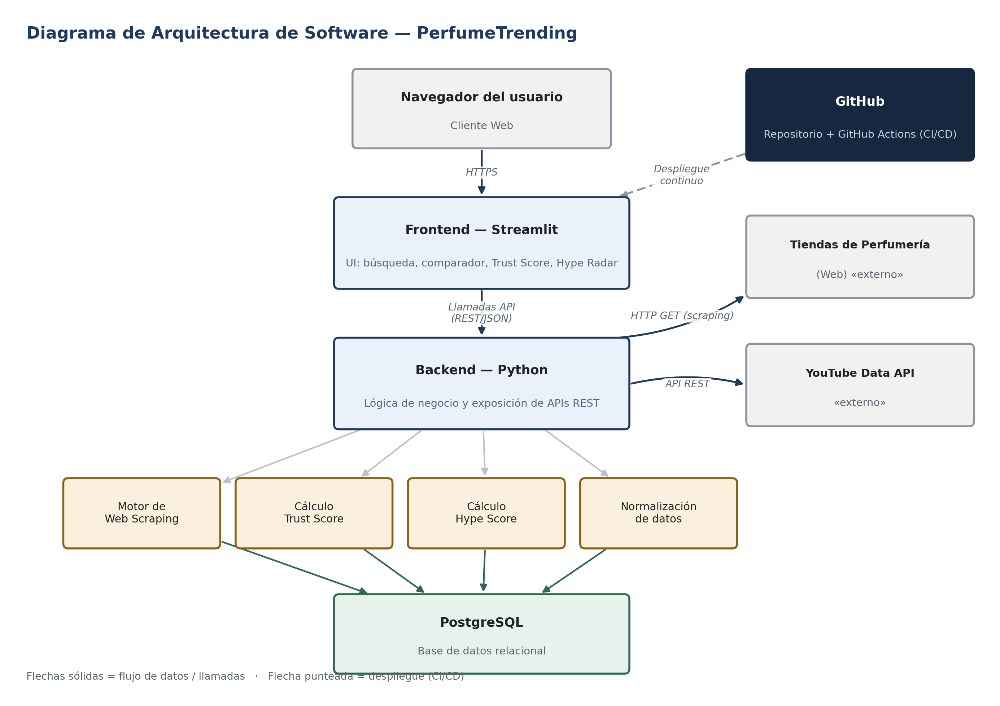 Diagrama de Arquitectura de Software — PerfumeTrending
Navegador del usuario
Cliente Web
GitHub
Repositorio + GitHub Actions (CI/CD)
HTTPS
Despliegue
continuo
Frontend — Streamlit
UI: búsqueda, comparador, Trust Score, Hype Radar
Tiendas de Perfumería
(Web) «externo»
Llamadas API
(REST/JSON)
HTTP GET (scraping)
Backend — Python
Lógica de negocio y exposición de APIs REST
API REST
YouTube Data API
«externo»
Motor de
Web Scraping
Cálculo
Trust Score
Cálculo
Hype Score
Normalización
de datos
PostgreSQL
Base de datos relacional
Flechas sólidas = flujo de datos / llamadas · Flecha punteada = despliegue (CI/CD)